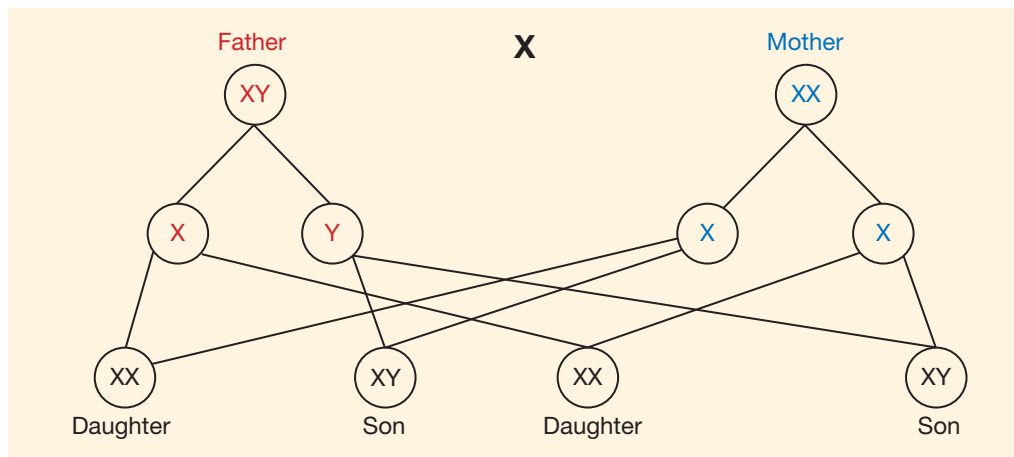 Father
X
Mother
XY
XX
X
Y
X
X
XX
XY
XX
XY
Daughter
Son
Daughter
Son